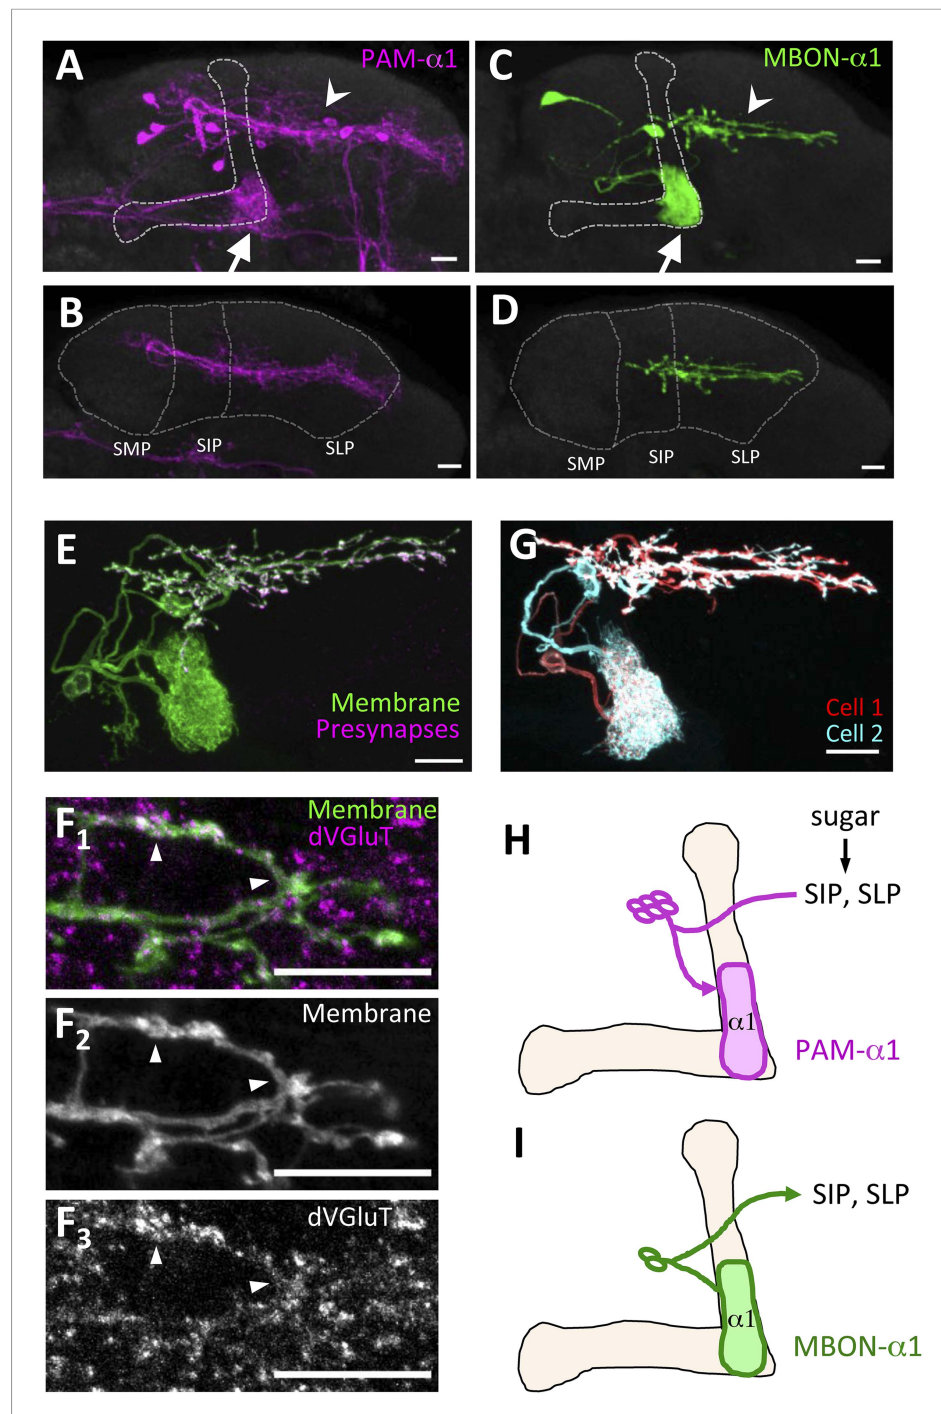 A
PAM-α1
C
MBON-α1
B
SMP
SIP
SLP
D
SMP
SIP
SLP
E
Membrane
Presynapses
G
Cell 1
Cell 2
F1
Membrane
dVGluT
F2
Membrane
F3
dVGluT
H
sugar
SIP, SLP
α1
PAM-α1
I
SIP, SLP
α1
MBON-α1